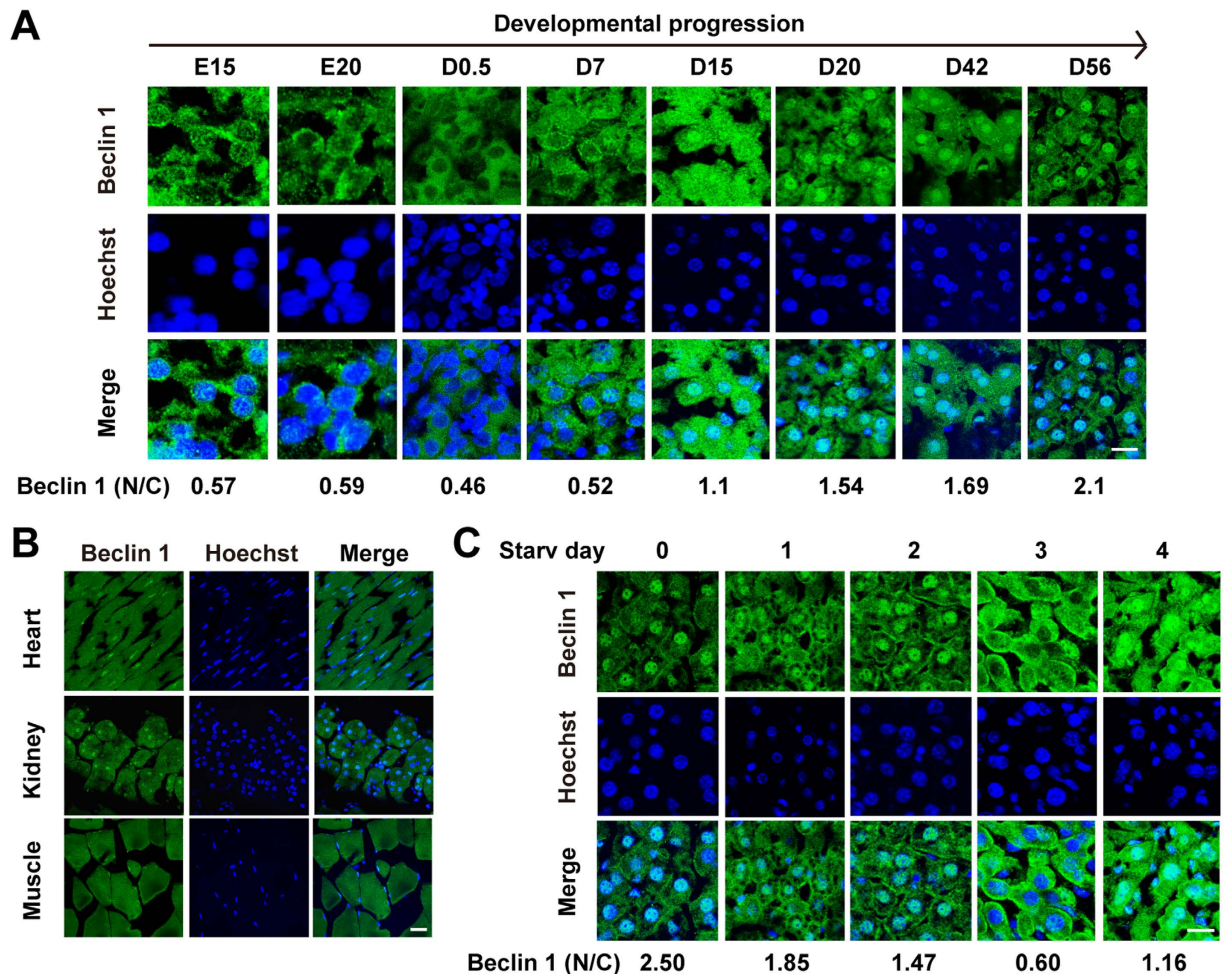 A
Developmental progression
E15 E20 D0.5 D7 D15 D20 D42 D56
Beclin 1
Hoechst
Merge
Beclin 1 (N/C) 0.57 0.59 0.46 0.52 1.1 1.54 1.69 2.1
B
Beclin 1 Hoechst Merge
Heart
Kidney
Muscle
C
Starv day 0 1 2 3 4
Beclin 1
Hoechst
Merge
Beclin 1 (N/C) 2.50 1.85 1.47 0.60 1.16